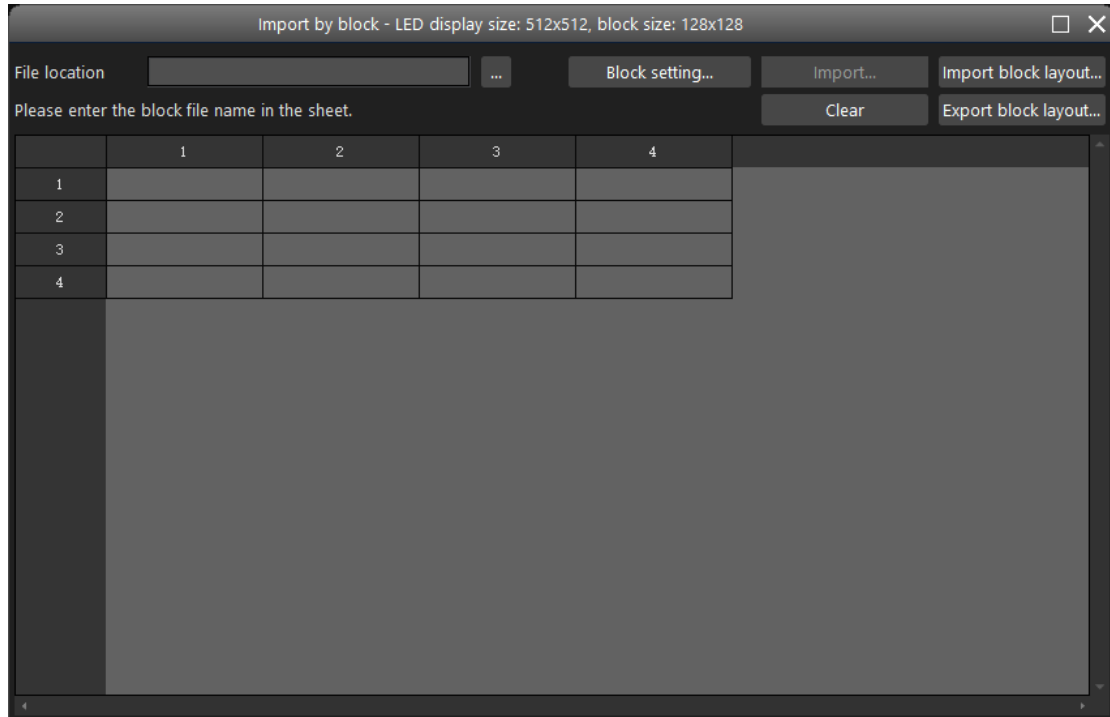 Import by block - LED display size: 512x512, block size: 128x128
File location ... Block setting... Import... Import block layout...
Please enter the block file name in the sheet. Clear Export block layout...
1 2 3 4
1
2
3
4